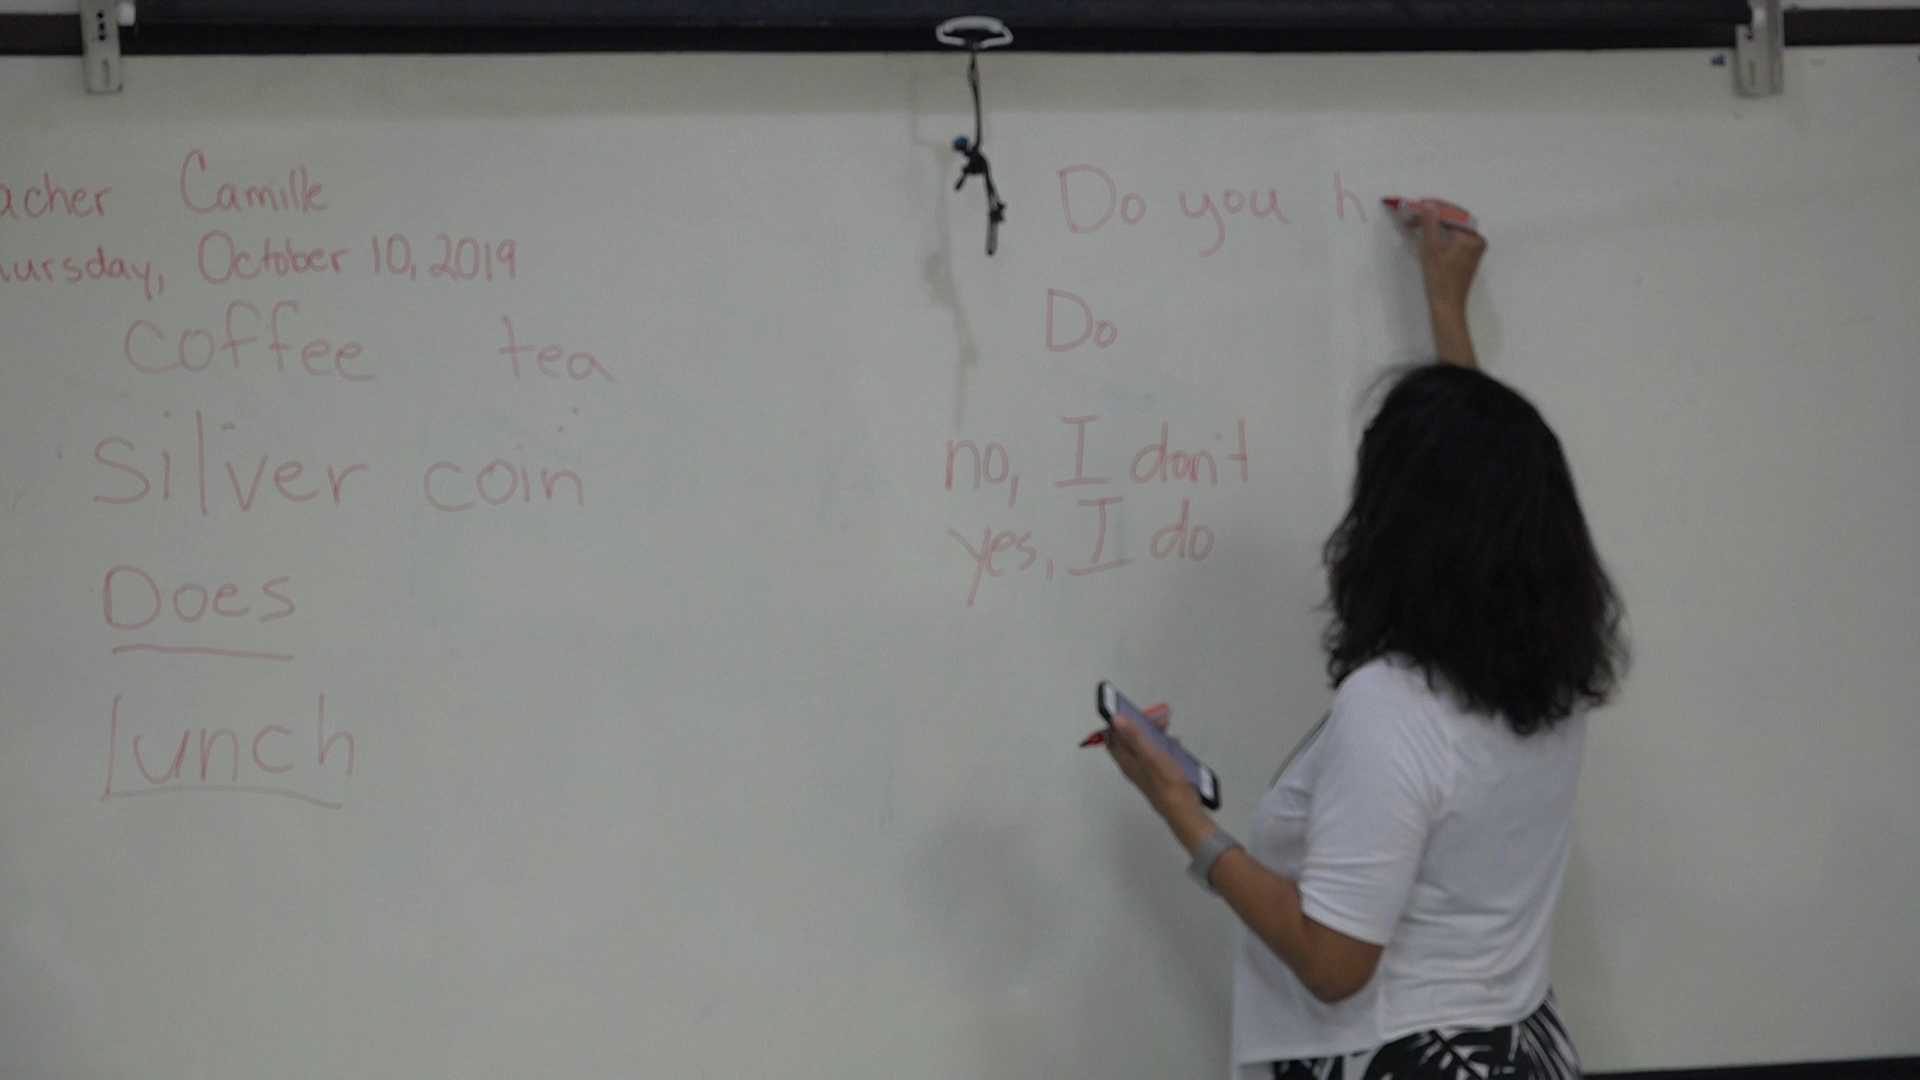 acher Camille
ursday, October 10, 2019
coffee tea
Silver coin
Does
lunch
Do you h
Do
no, I don't
yes, I do